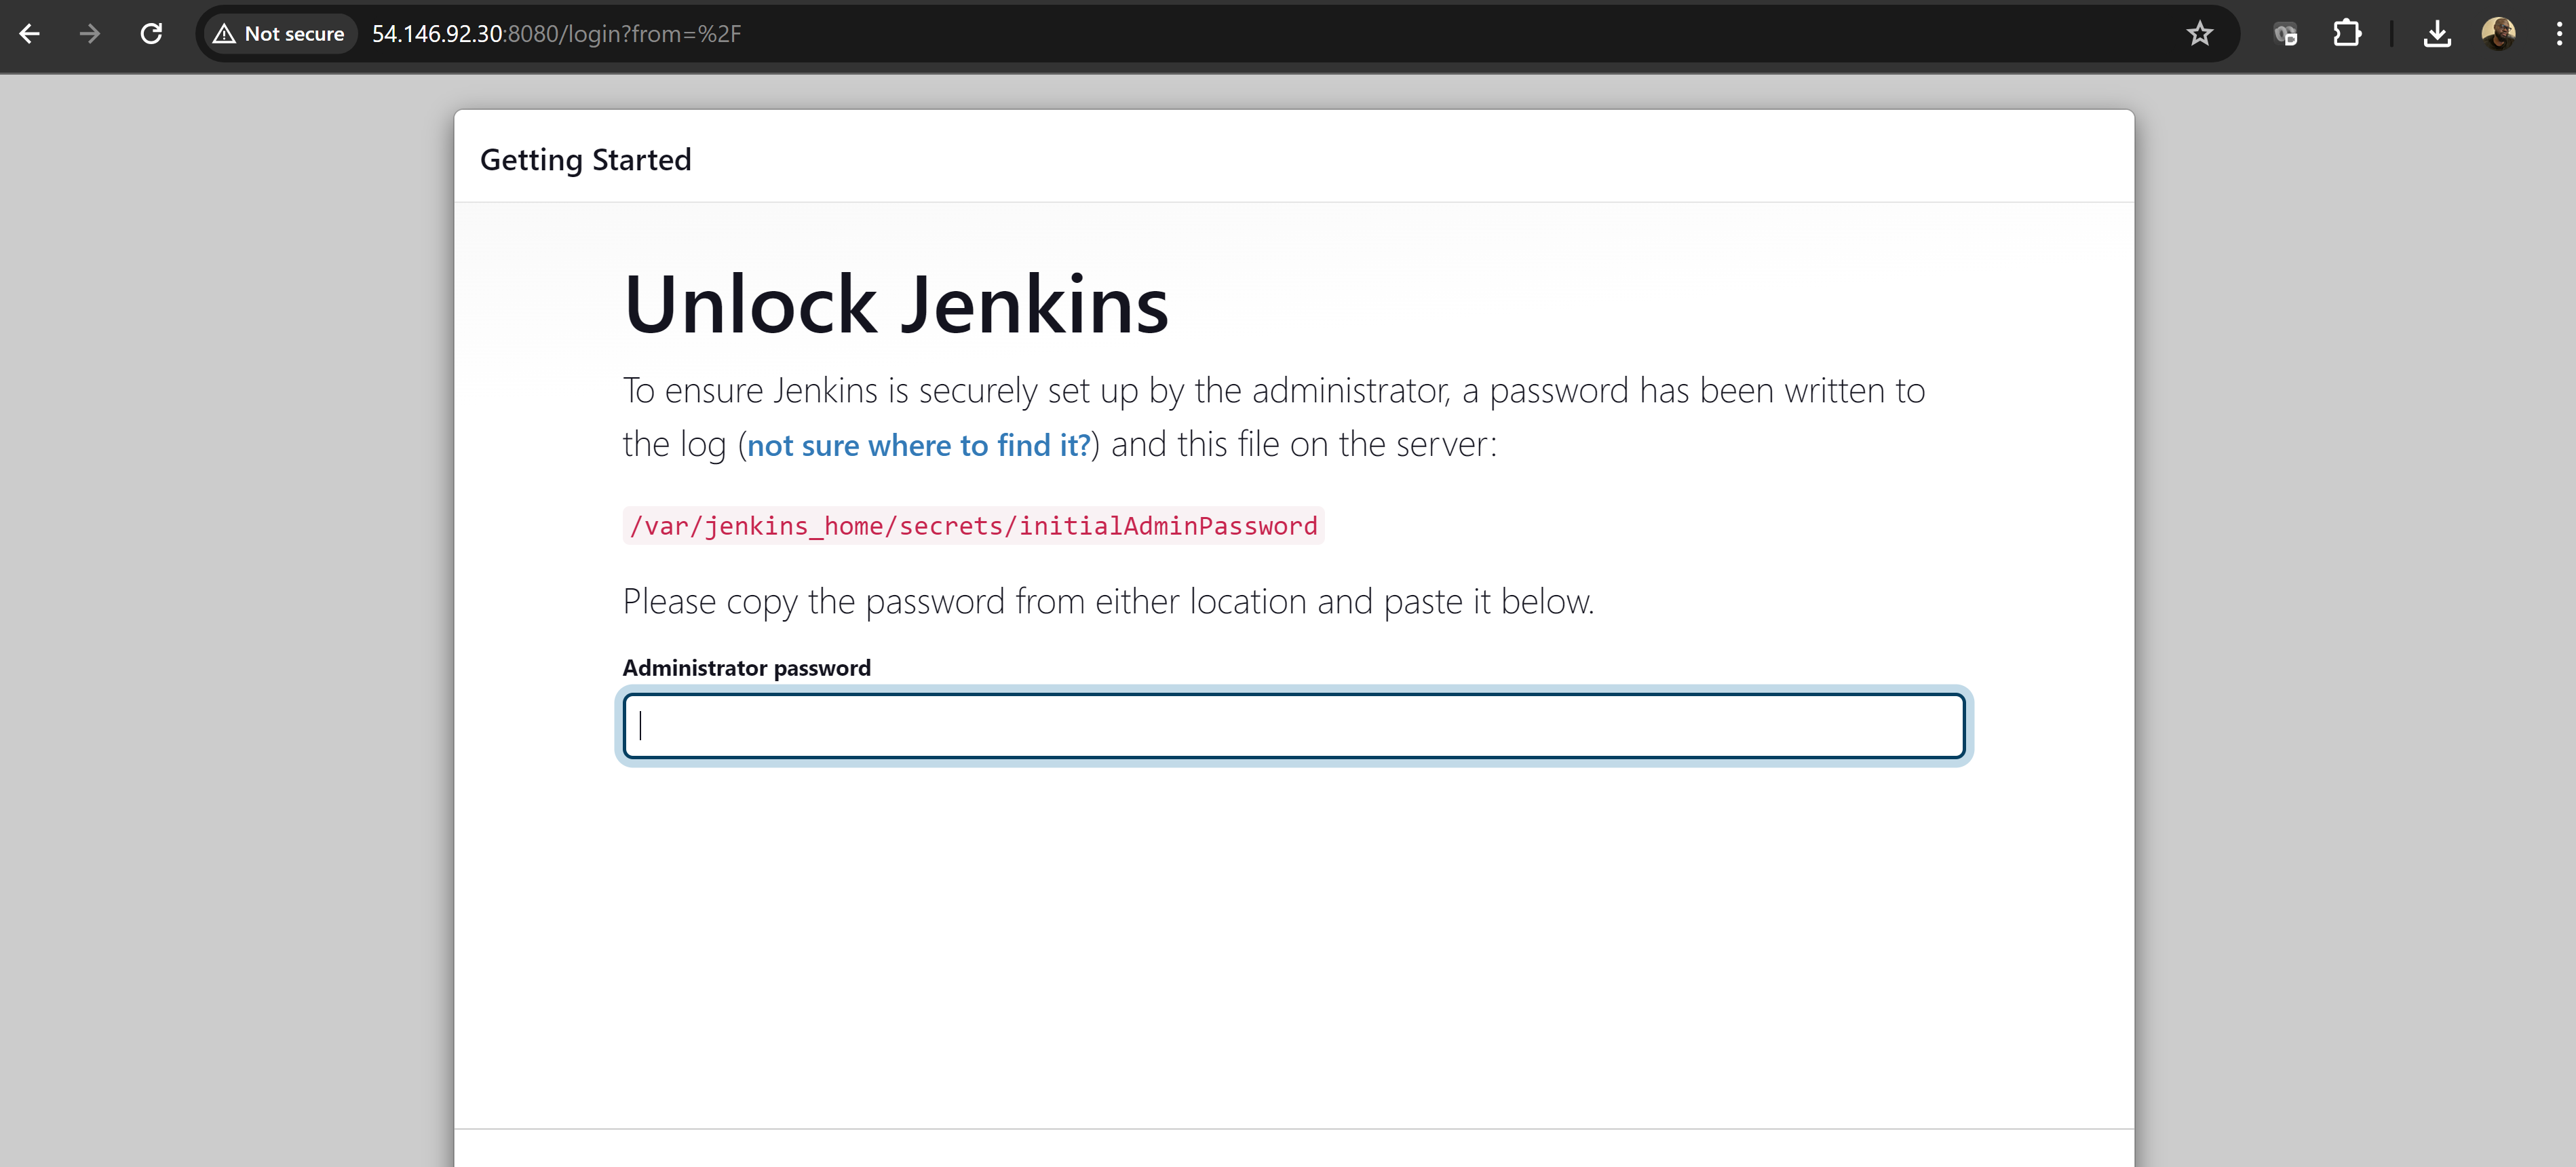 Not secure 54.146.92.30:8080/login?from=%2F
Getting Started
Unlock Jenkins
To ensure Jenkins is securely set up by the administrator, a password has been written to
the log (not sure where to find it?) and this file on the server:
/var/jenkins_home/secrets/initialAdminPassword
Please copy the password from either location and paste it below.
Administrator password